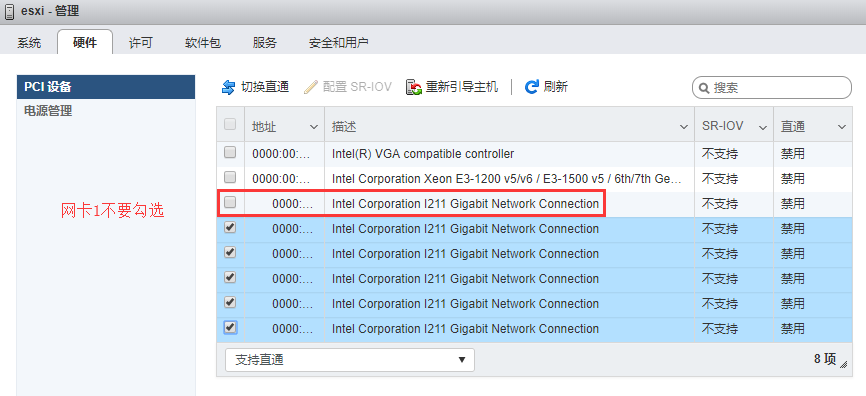 esxi - 管理
系统 硬件 许可 软件包 服务 安全和用户
PCI 设备
电源管理
网卡1不要勾选
切换直通 配置 SR-IOV 重新引导主机 刷新 搜索
地址 描述 SR-IOV 直通
0000:00:... Intel(R) VGA compatible controller 不支持 禁用
0000:00:... Intel Corporation Xeon E3-1200 v5/v6 / E3-1500 v5 / 6th/7th Ge... 不支持 禁用
0000:... Intel Corporation I211 Gigabit Network Connection 不支持 禁用
0000:... Intel Corporation I211 Gigabit Network Connection 不支持 禁用
0000:... Intel Corporation I211 Gigabit Network Connection 不支持 禁用
0000:... Intel Corporation I211 Gigabit Network Connection 不支持 禁用
0000:... Intel Corporation I211 Gigabit Network Connection 不支持 禁用
0000:... Intel Corporation I211 Gigabit Network Connection 不支持 禁用
支持直通 8 项